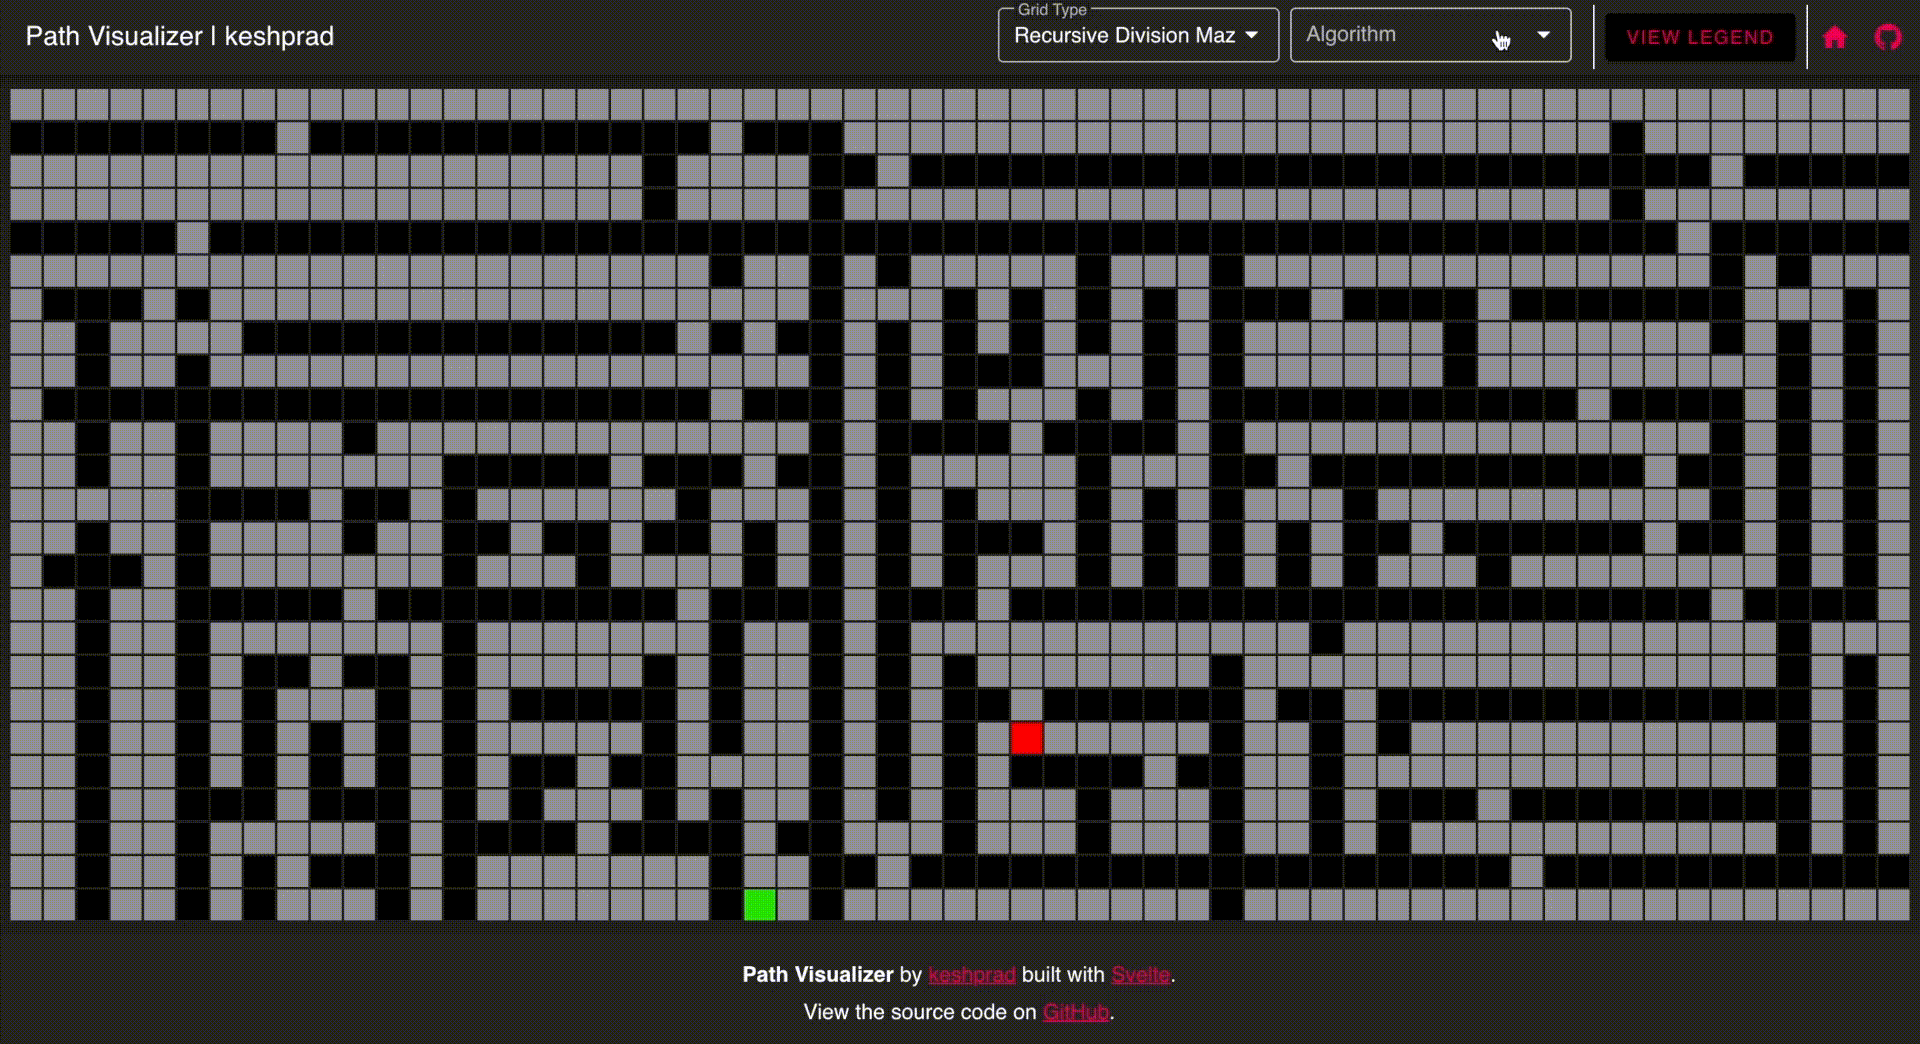 Path Visualizer | keshprad
Grid Type
Recursive Division Maz
Algorithm
VIEW LEGEND
Path Visualizer by keshprad built with Svelte.
View the source code on GitHub.